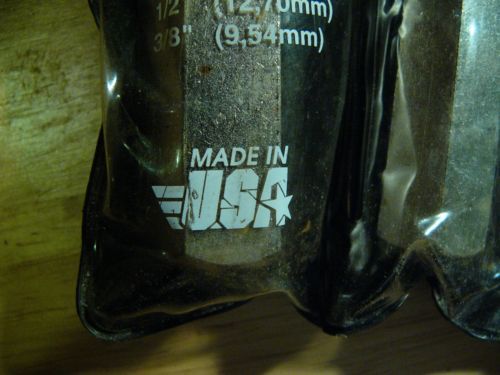 1/2" (12,70mm)
3/8" (9,54mm)
MADE IN
USA